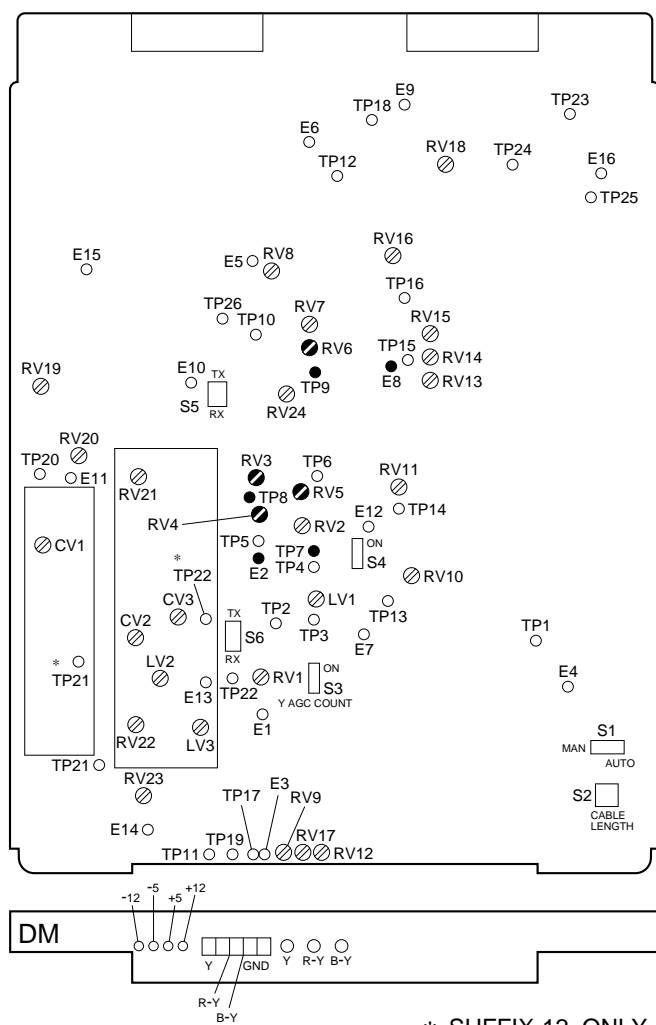 E9
TP18
TP23
E6
RV18
TP24
TP12
E16
TP25
RV16
E5
RV8
E15
TP16
TP26
TP10
RV7
RV15
RV6
TP15
RV14
RV19
E10
TX
TP9
E8
RV13
S5
RX
RV24
RV20
TP20
E11
RV3
TP6
RV11
RV21
TP8
RV5
TP14
RV4
RV2
E12
CV1
TP5
ON
*
TP7
S4
TP22
E2
TP4
RV10
CV3
LV1
TX
TP2
TP13
CV2
S6
TP3
TP1
RX
E7
*
LV2
ON
TP21
E13
TP22
RV1
S3
E4
Y AGC COUNT
E1
S1
RV22
LV3
MAN
AUTO
TP21
RV23
E3
TP17
RV9
S2
CABLE
LENGTH
E14
TP19
RV17
TP11
RV12
-12
-5
+5
+12
DM
Y
GND
Y
R-Y
B-Y
R-Y
B-Y
* SUFFIX-12 ONLY